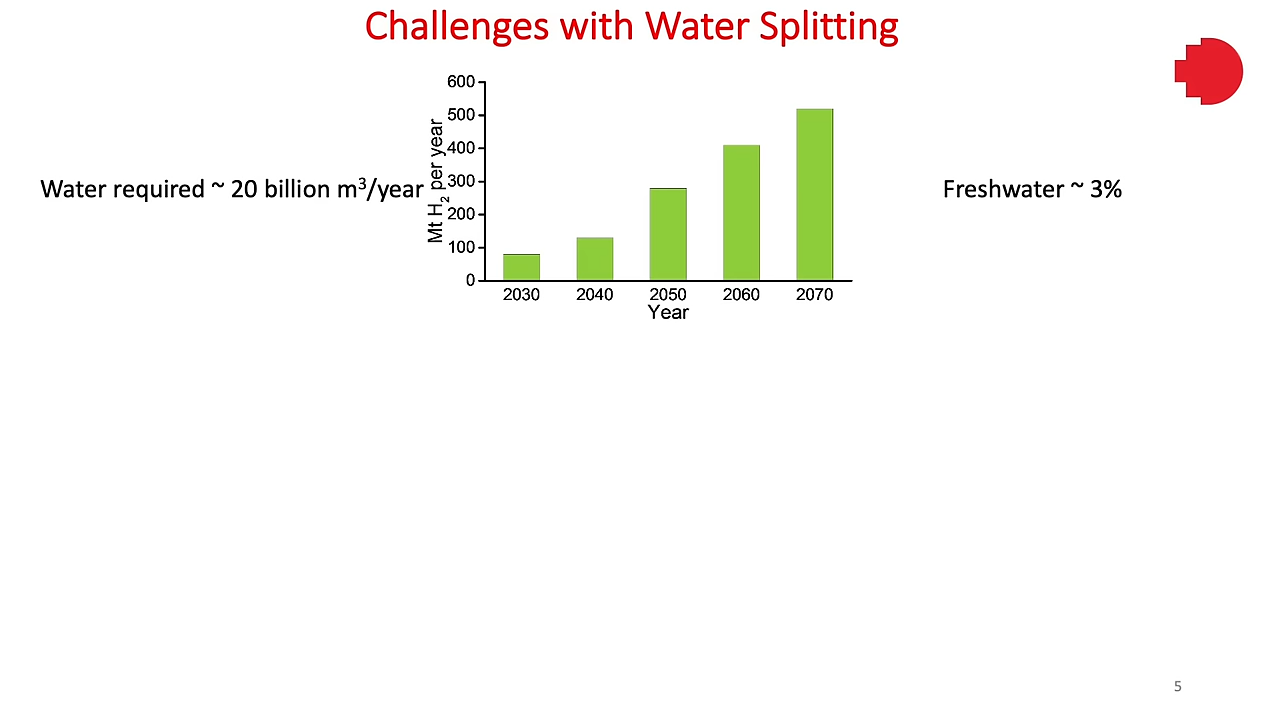 Challenges with Water Splitting
Water required ~ 20 billion m³/year
Mt H₂ per year
600
500
400
300
200
100
0
2030 2040 2050 2060 2070
Year
Freshwater ~ 3%
5